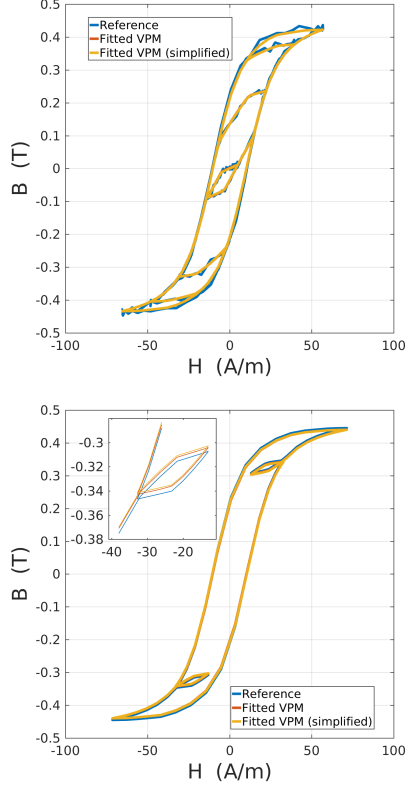 0.5
Reference
Fitted VPM
Fitted VPM (simplified)
0.4
0.3
0.2
0.1
0
-0.1
-0.2
-0.3
-0.4
-0.5
B (T)
-100 -50 0 50 100
H (A/m)
0.5
0.4
0.3
0.2
0.1
0
-0.1
-0.2
-0.3
-0.4
-0.5
B (T)
-0.3
-0.32
-0.34
-0.36
-0.38
-40 -30 -20
Reference
Fitted VPM
Fitted VPM (simplified)
-100 -50 0 50 100
H (A/m)